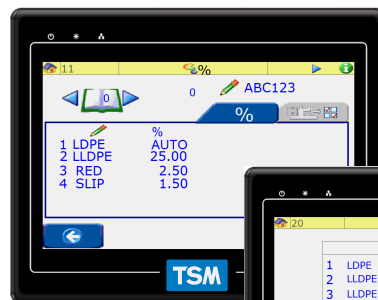 11 %
0 0 ABC123
%
%
1 LDPE AUTO
2 LLDPE 25.00
3 RED 2.50
4 SLIP 1.50
TSM
20
1 LDPE
2 LLDPE
3 LLDPE